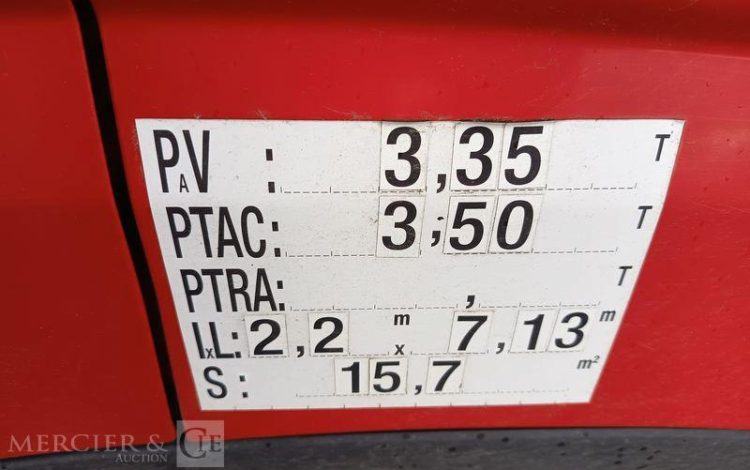 PAV : 3,35 T
PTAC: 3,50 T
PTRA: , T
lxL: 2,2 m x 7,13 m
S : 15,7 m²
MERCIER & CIE
AUCTION